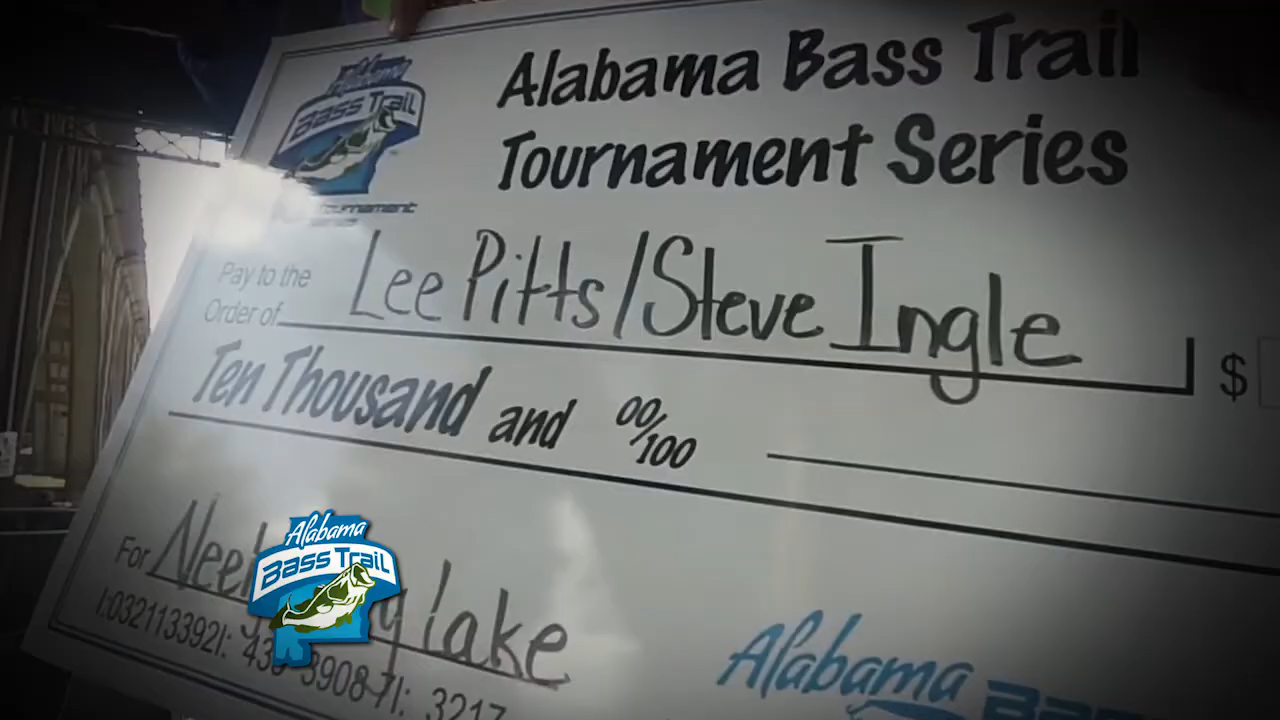 Alabama
Bass Trail
Tournament
Alabama Bass Trail
Tournament Series
Pay to the
Order of
Lee Pitts/Steve Ingle
$
Ten Thousand and 00/100
For
lake
Alabama
Bass Trail
3217
Alabama